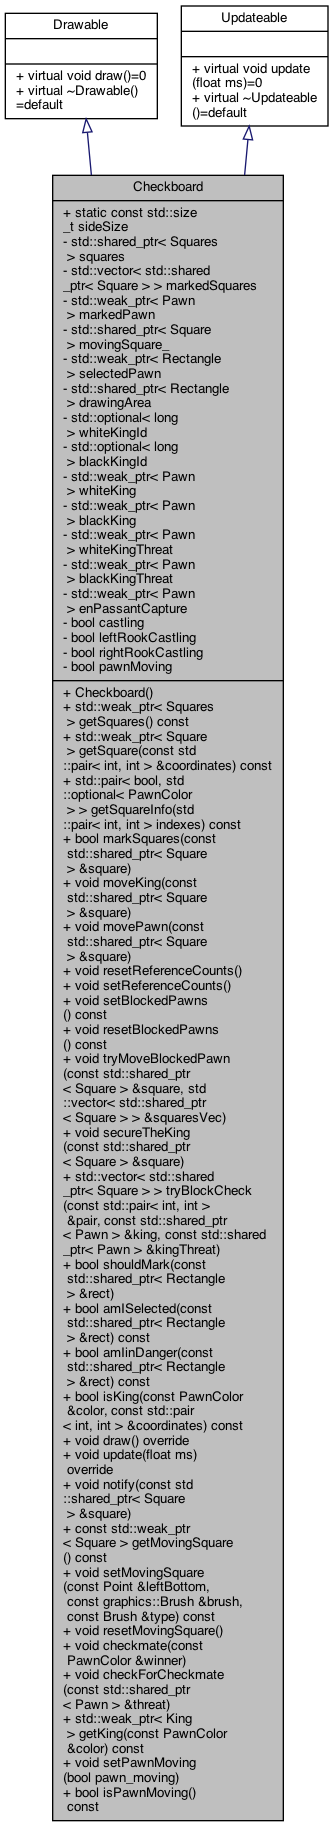 Drawable
+ virtual void draw()=0
+ virtual ~Drawable()
=default
Updateable
+ virtual void update
(float ms)=0
+ virtual ~Updateable
()=default
Checkboard
+ static const std::size
_t sideSize
- std::shared_ptr< Squares
 > squares
- std::vector< std::shared
_ptr< Square > > markedSquares
- std::weak_ptr< Pawn
 > markedPawn
- std::shared_ptr< Square
 > movingSquare_
- std::weak_ptr< Rectangle
 > selectedPawn
- std::shared_ptr< Rectangle
 > drawingArea
- std::optional< long
 > whiteKingId
- std::optional< long
 > blackKingId
- std::weak_ptr< Pawn
 > whiteKing
- std::weak_ptr< Pawn
 > blackKing
- std::weak_ptr< Pawn
 > whiteKingThreat
- std::weak_ptr< Pawn
 > blackKingThreat
- std::weak_ptr< Pawn
 > enPassantCapture
- bool castling
- bool leftRookCastling
- bool rightRookCastling
- bool pawnMoving
+ Checkboard()
+ std::weak_ptr< Squares
 > getSquares() const
+ std::weak_ptr< Square
 > getSquare(const std
::pair< int, int > &coordinates) const
+ std::pair< bool, std
::optional< PawnColor
 > > getSquareInfo(std
::pair< int, int > indexes) const
+ bool markSquares(const
 std::shared_ptr< Square
 > &square)
+ void moveKing(const
 std::shared_ptr< Square
 > &square)
+ void movePawn(const
 std::shared_ptr< Square
 > &square)
+ void resetReferenceCounts()
+ void setReferenceCounts()
+ void setBlockedPawns
() const
+ void resetBlockedPawns
() const
+ void tryMoveBlockedPawn
(const std::shared_ptr
< Square > &square, std
::vector< std::shared_ptr
< Square > > &squaresVec)
+ void secureTheKing
(const std::shared_ptr
< Square > &square)
+ std::vector< std::shared
_ptr< Square > > tryBlockCheck
(const std::pair< int, int >
 &pair, const std::shared_ptr
< Pawn > &king, const std::shared
_ptr< Pawn > &kingThreat)
+ bool shouldMark(const
 std::shared_ptr< Rectangle
 > &rect)
+ bool amISelected(const
 std::shared_ptr< Rectangle
 > &rect) const
+ bool amIinDanger(const
 std::shared_ptr< Rectangle
 > &rect) const
+ bool isKing(const PawnColor
 &color, const std::pair
< int, int > &coordinates) const
+ void draw() override
+ void update(float ms)
 override
+ void notify(const std
::shared_ptr< Square
 > &square)
+ const std::weak_ptr
< Square > getMovingSquare
() const
+ void setMovingSquare
(const Point &leftBottom,
 const graphics::Brush &brush,
 const Brush &type) const
+ void resetMovingSquare()
+ void checkmate(const
 PawnColor &winner)
+ void checkForCheckmate
(const std::shared_ptr
< Pawn > &threat)
+ std::weak_ptr< King
 > getKing(const PawnColor
 &color) const
+ void setPawnMoving
(bool pawn_moving)
+ bool isPawnMoving()
 const